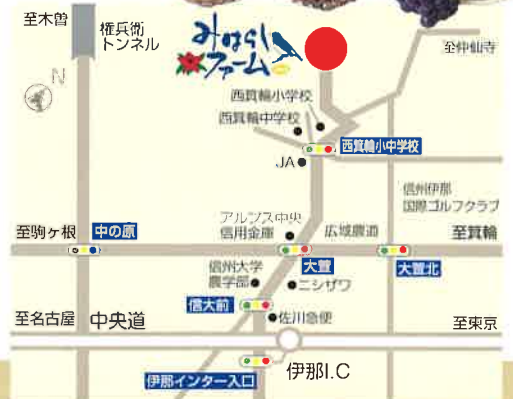 至木曽
権兵衛
トンネル
みはらし
ファーム
至仲仙寺
N
西箕輪小学校
西箕輪中学校
西箕輪小中学校
JA
信州伊那
国際ゴルフクラブ
アルプス中央
信用金庫
広域農道
至駒ヶ根
中の原
至箕輪
大萱
大萱北
信州大学
農学部
ニシザワ
信大前
佐川急便
至名古屋
中央道
至東京
伊那I.C
伊那インター入口